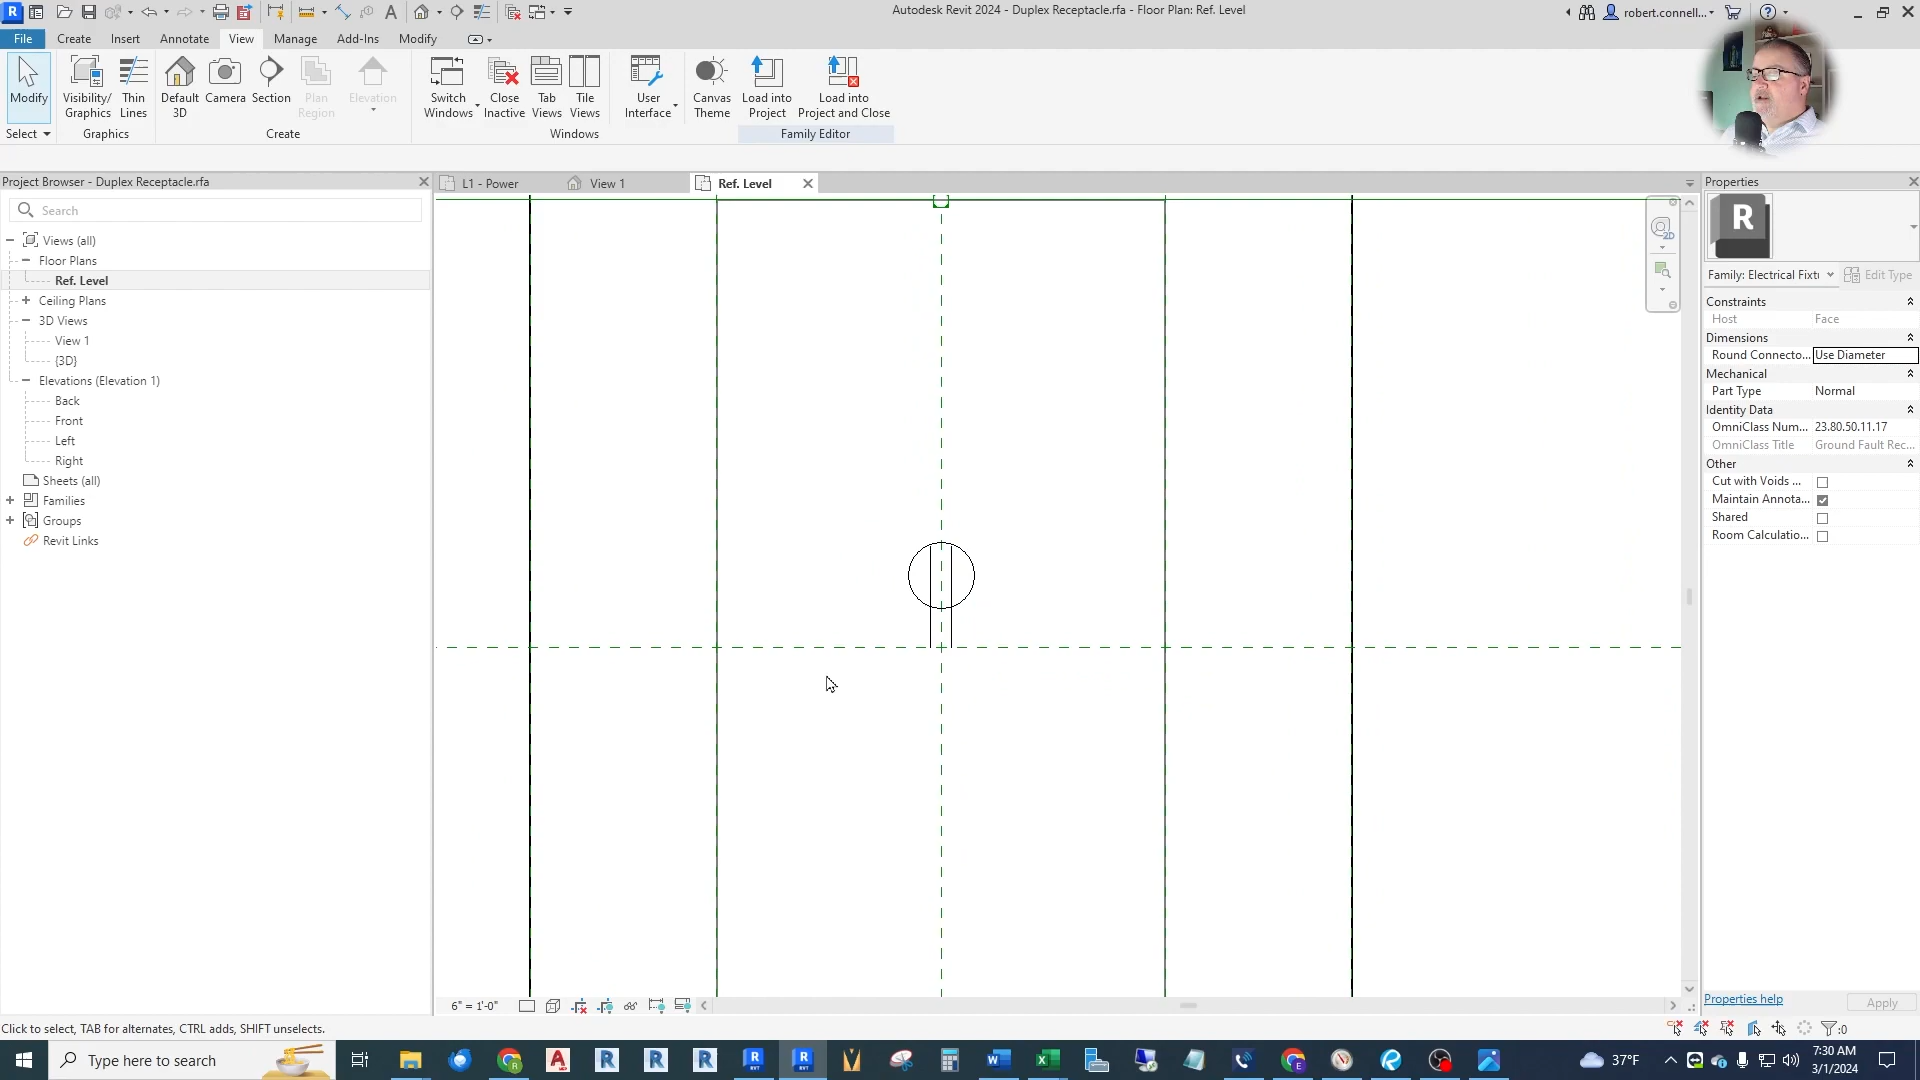 Autodesk Revit 2024 - Duplex Receptacle.rfa - Floor Plan: Ref. Level
robert.connell...
File Create Insert Annotate View Manage Add-Ins Modify
Modify
Visibility/
Graphics
Thin
Lines
Default
3D
Camera
Section
Plan
Region
Elevation
Switch
Windows
Close
Inactive
Tab
Views
Tile
Views
User
Interface
Canvas
Theme
Load into
Project
Load into
Project and Close
Select Graphics Create Windows Family Editor
Project Browser - Duplex Receptacle.rfa
Search
Views (all)
Floor Plans
Ref. Level
Ceiling Plans
3D Views
View 1
{3D}
Elevations (Elevation 1)
Back
Front
Left
Right
Sheets (all)
Families
Groups
Revit Links
L1 - Power
View 1
Ref. Level
2D
6" = 1'-0"
Properties
R
Family: Electrical Fixt
Edit Type
Constraints
Host Face
Dimensions
Round Connecto... Use Diameter
Mechanical
Part Type Normal
Identity Data
OmniClass Num... 23.80.50.11.17
OmniClass Title Ground Fault Rec...
Other
Cut with Voids ...
Maintain Annota...
Shared
Room Calculatio...
Properties help
Apply
Click to select, TAB for alternates, CTRL adds, SHIFT unselects.
:0
Type here to search
37°F
7:30 AM
3/1/2024